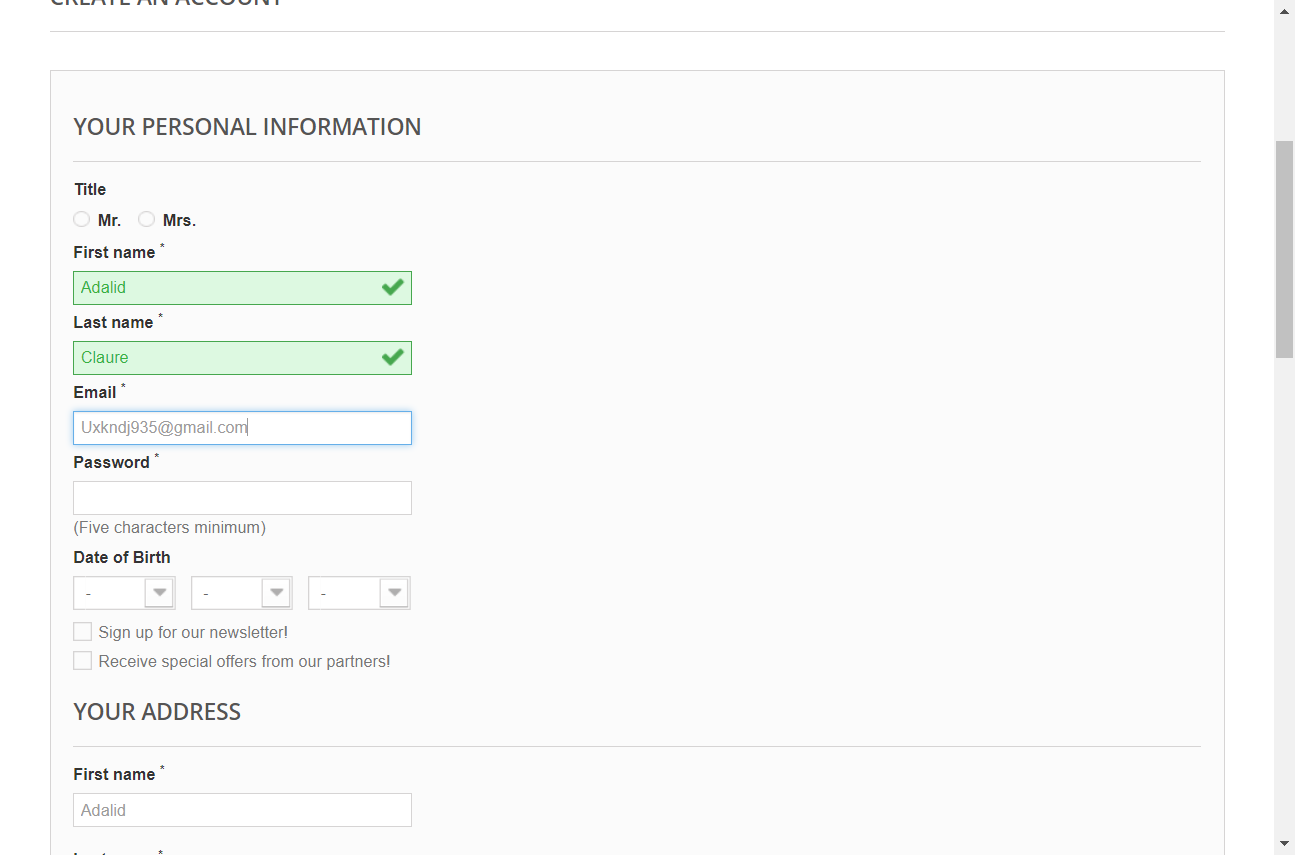 CREATE AN ACCOUNT
YOUR PERSONAL INFORMATION
Title
Mr. Mrs.
First name *
Adalid
Last name *
Claure
Email *
Uxkndj935@gmail.com
Password *
(Five characters minimum)
Date of Birth
- - -
Sign up for our newsletter!
Receive special offers from our partners!
YOUR ADDRESS
First name *
Adalid